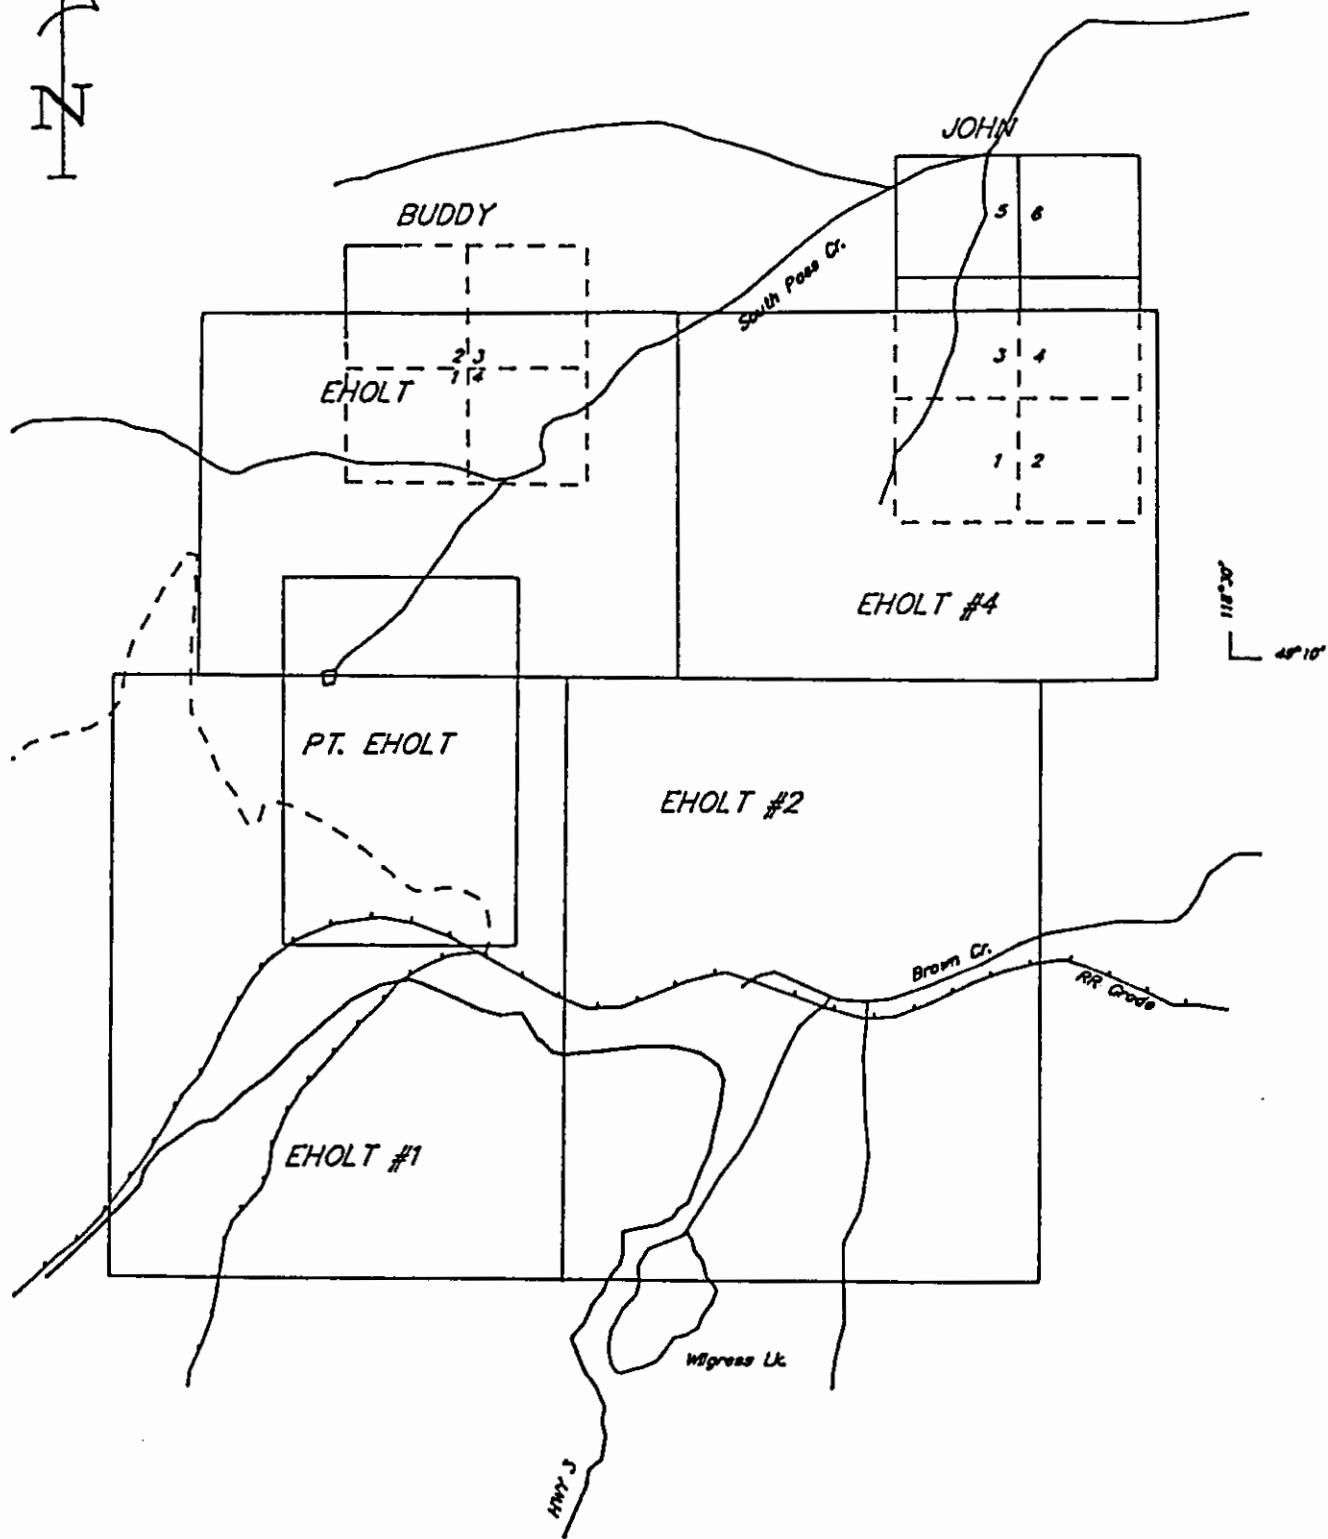 N
JOHN
5 6
BUDDY
South Pass Cr.
2 3
1 4
EHOLT
3 4
1 2
EHOLT #4
118°30'
49°10'
PT. EHOLT
EHOLT #2
Brown Cr.
RR Grade
EHOLT #1
Wilgress Lk.
HWY 3